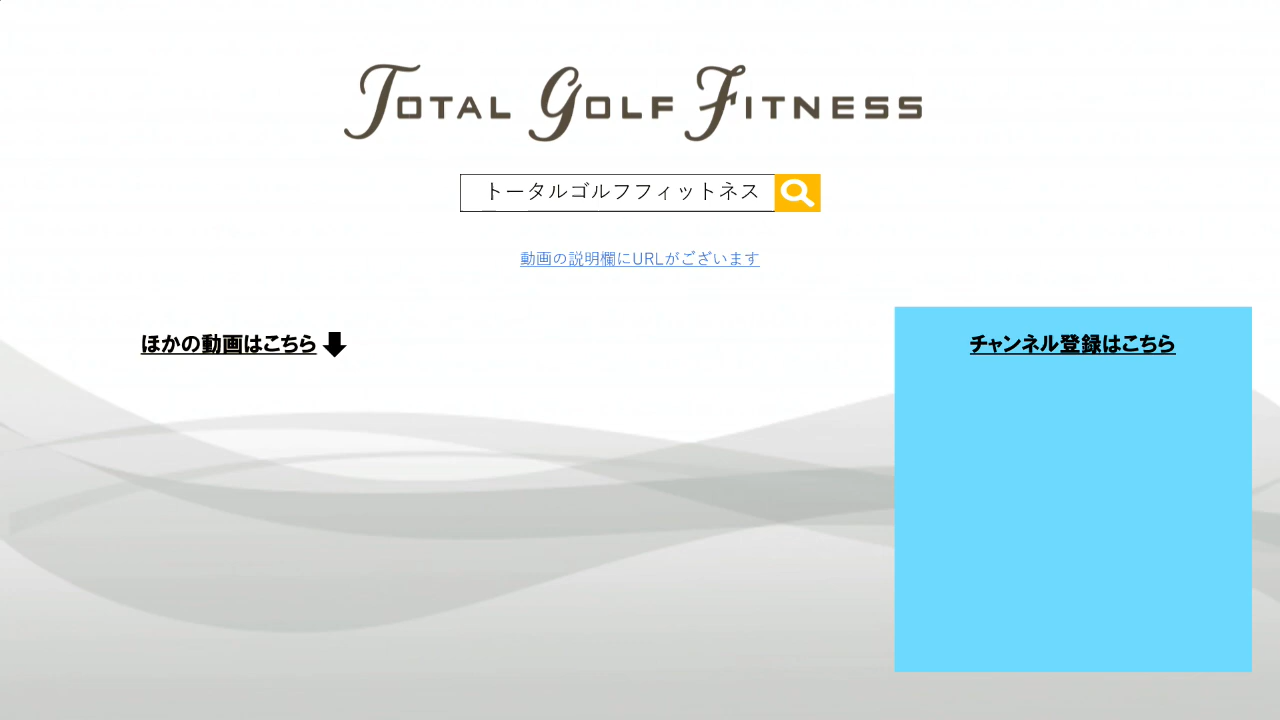 TOTAL GOLF FITNESS
トータルゴルフフィットネス
動画の説明欄にURLがございます
ほかの動画はこちら
チャンネル登録はこちら